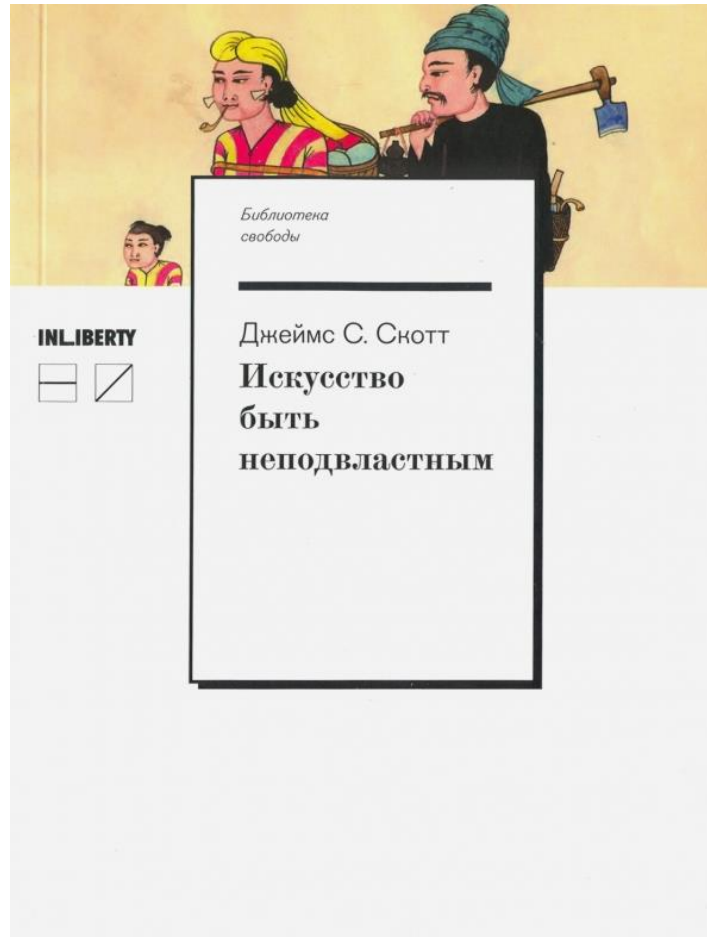 Библиотека
свободы
INLIBERTY
Джеймс С. Скотт
Искусство
быть
неподвластным